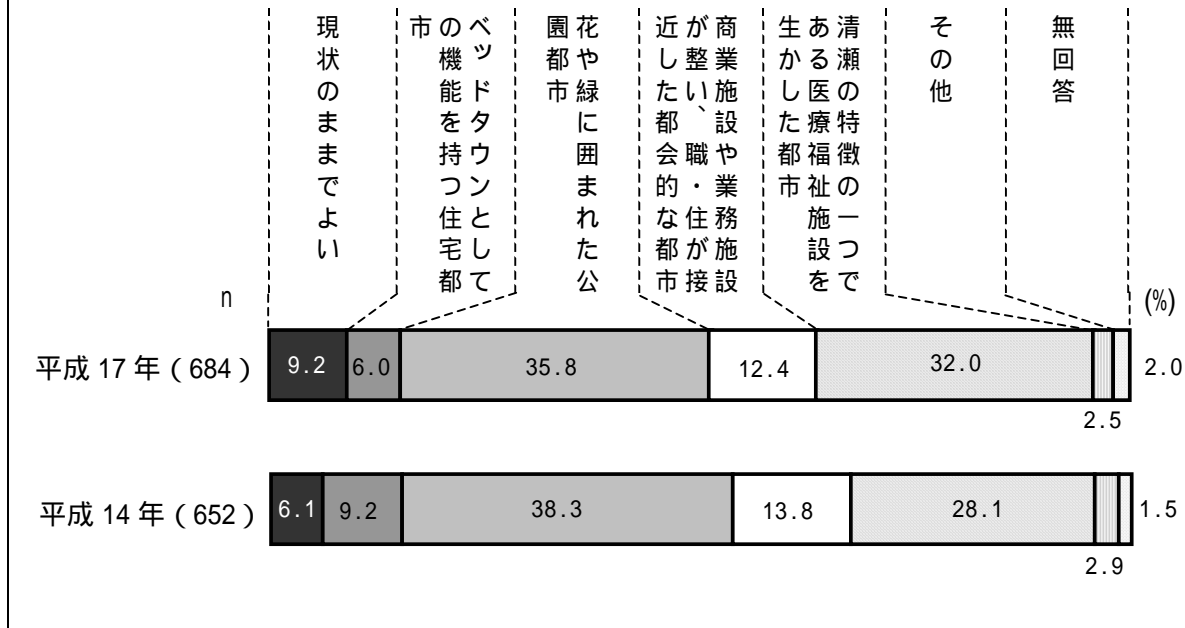 現状のままでよい
ベッドタウンとして
の機能を持つ住宅都
市
花や緑に囲まれた公
園都市
商業施設や業務施設
が整い、職・住が接
近した都会的な都市
清瀬の特徴の一つで
ある医療福祉施設を
生かした都市
その他
無回答
n
(%)
平成 17 年 ( 684 )
9.2
6.0
35.8
12.4
32.0
2.0
2.5
平成 14 年 ( 652 )
6.1
9.2
38.3
13.8
28.1
1.5
2.9